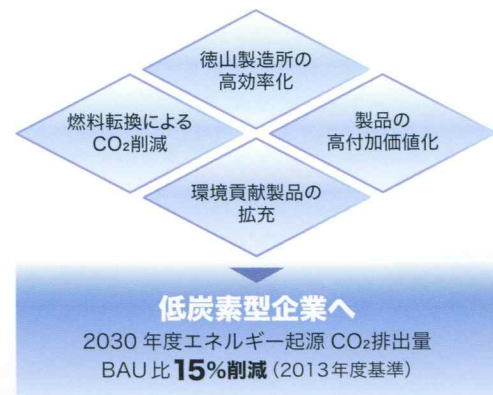 徳山製造所の
高効率化
燃料転換による
CO₂削減
製品の
高付加価値化
環境貢献製品の
拡充
低炭素型企業へ
2030年度エネルギー起源CO₂排出量
BAU比15%削減(2013年度基準)